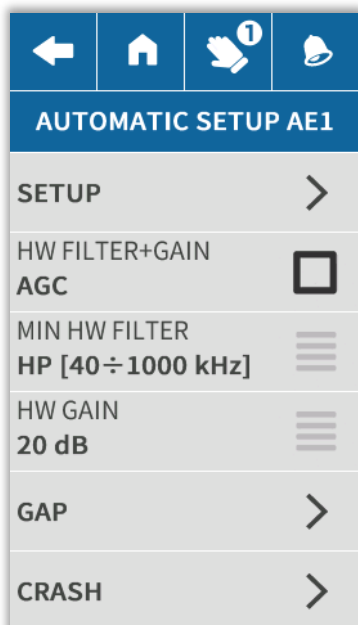 1
AUTOMATIC SETUP AE1
SETUP
HW FILTER+GAIN
AGC
MIN HW FILTER
HP [40÷1000 kHz]
HW GAIN
20 dB
GAP
CRASH